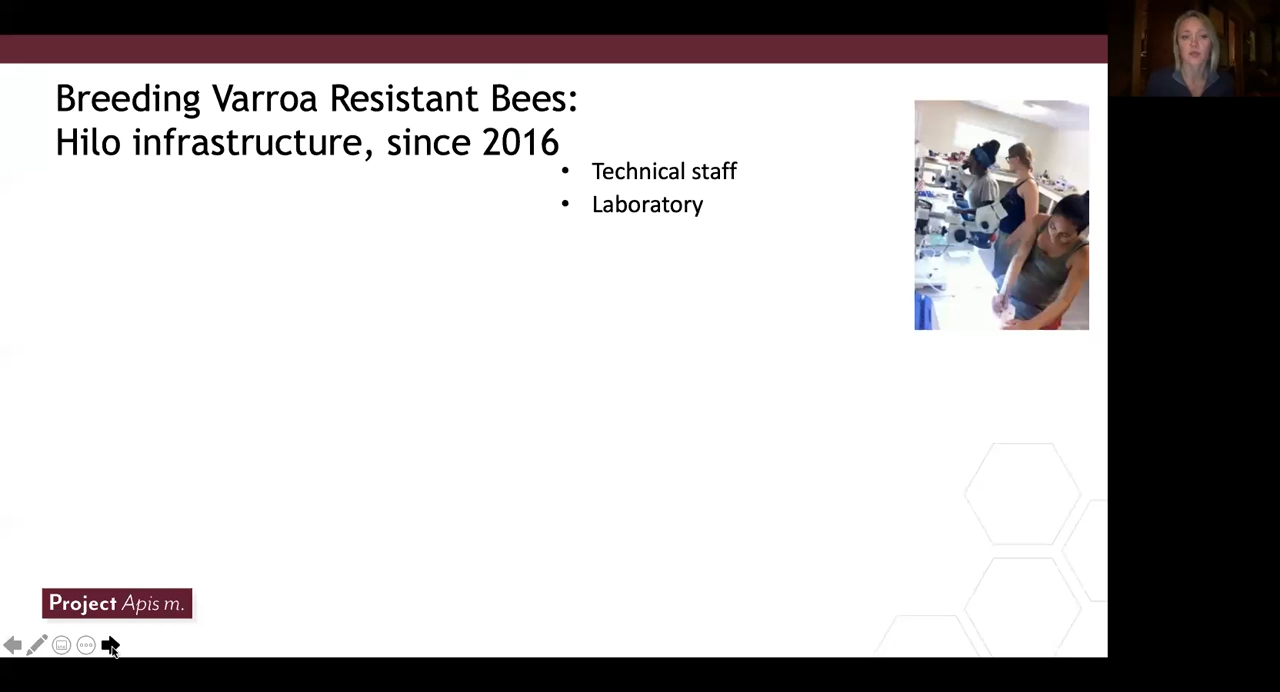 Breeding Varroa Resistant Bees:
Hilo infrastructure, since 2016
• Technical staff
• Laboratory
Project Apis m.